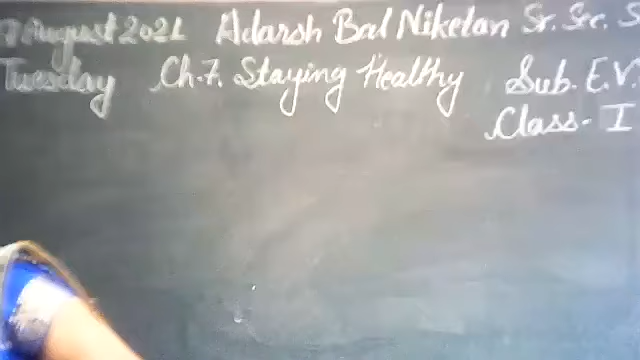 August 2021 Adarsh Bal Niketan Sr. Sec. S
Tuesday Ch.7. Staying Healthy Sub. E.V.
Class- I